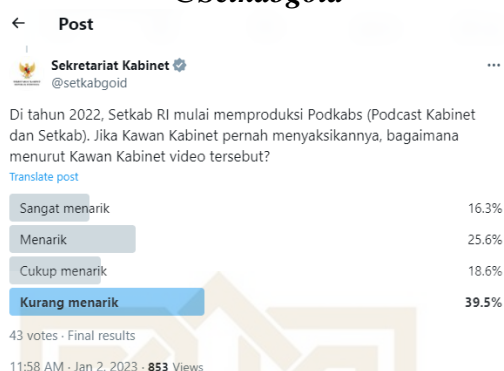 @Setkabgoid
← Post
Sekretariat Kabinet
@setkabgoid
Di tahun 2022, Setkab RI mulai memproduksi Podkabs (Podcast Kabinet
dan Setkab). Jika Kawan Kabinet pernah menyaksikannya, bagaimana
menurut Kawan Kabinet video tersebut?
Translate post
Sangat menarik 16.3%
Menarik 25.6%
Cukup menarik 18.6%
Kurang menarik 39.5%
43 votes · Final results
11:58 AM · Jan 2, 2023 · 853 Views